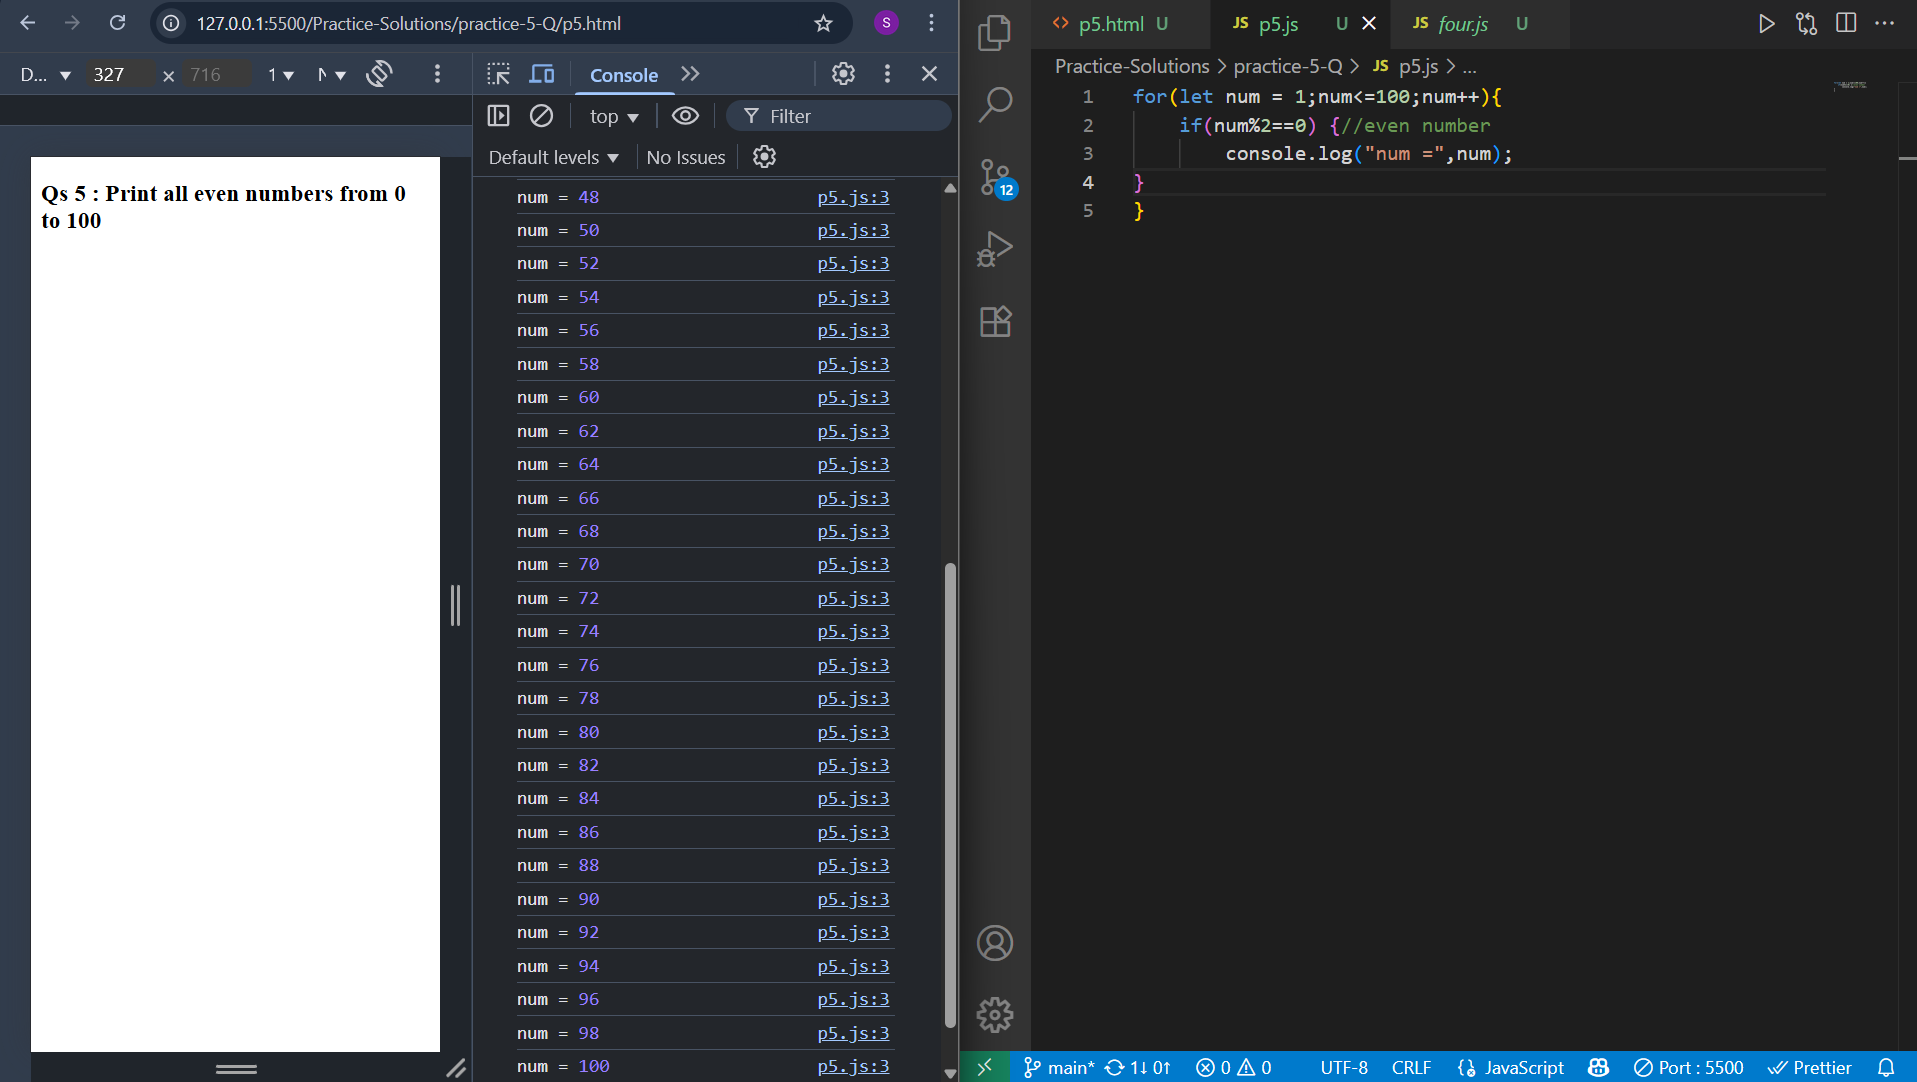 127.0.0.1:5500/Practice-Solutions/practice-5-Q/p5.html
S
D... ▼ 327 × 716 1▼ N ▼
Console
top ▼
Filter
Default levels ▼
No Issues
Qs 5 : Print all even numbers from 0
to 100
num = 48 p5.js:3
num = 50 p5.js:3
num = 52 p5.js:3
num = 54 p5.js:3
num = 56 p5.js:3
num = 58 p5.js:3
num = 60 p5.js:3
num = 62 p5.js:3
num = 64 p5.js:3
num = 66 p5.js:3
num = 68 p5.js:3
num = 70 p5.js:3
num = 72 p5.js:3
num = 74 p5.js:3
num = 76 p5.js:3
num = 78 p5.js:3
num = 80 p5.js:3
num = 82 p5.js:3
num = 84 p5.js:3
num = 86 p5.js:3
num = 88 p5.js:3
num = 90 p5.js:3
num = 92 p5.js:3
num = 94 p5.js:3
num = 96 p5.js:3
num = 98 p5.js:3
num = 100 p5.js:3
<> p5.html U
JS p5.js U
JS four.js U
Practice-Solutions > practice-5-Q > JS p5.js > ...
1 for(let num = 1;num<=100;num++){
2 if(num%2==0) {//even number
3 console.log("num =",num);
4 }
5 }
12
main* 1↓ 0↑ 0 0 UTF-8 CRLF JavaScript Port : 5500 Prettier